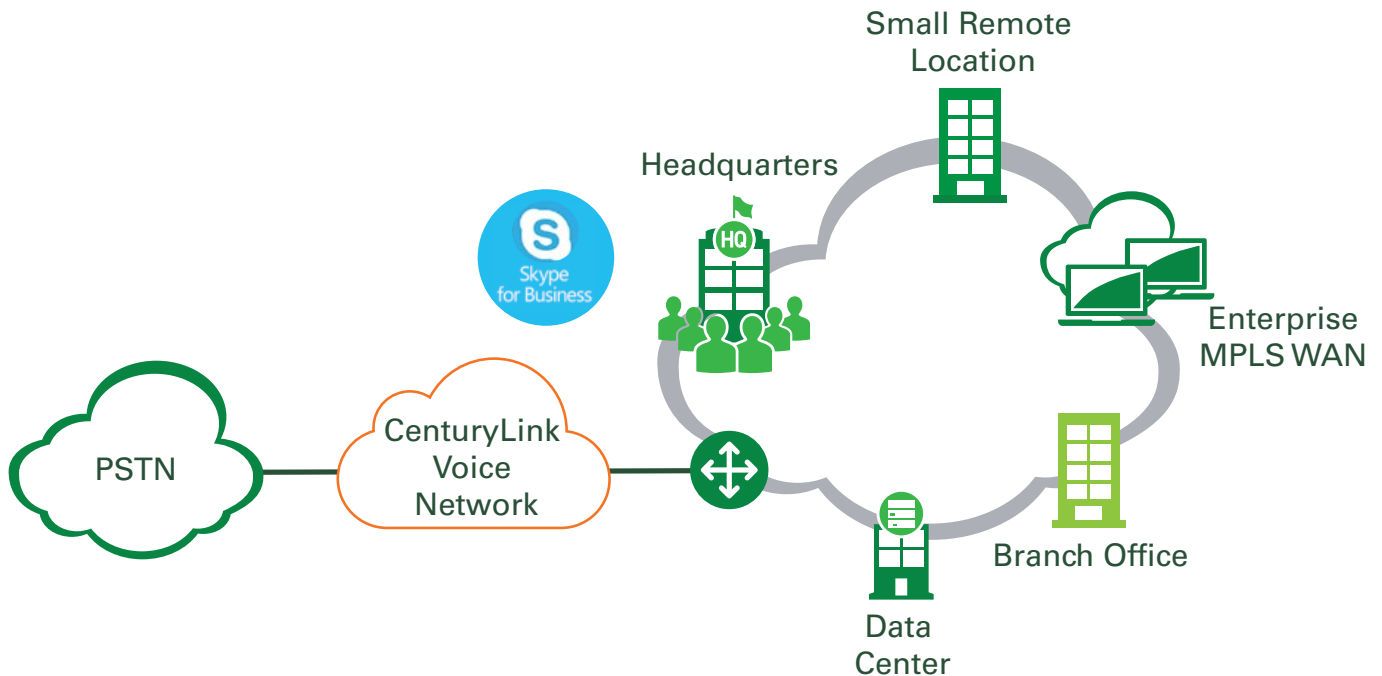 Small Remote
Location
Headquarters
HQ
S
Skype
for Business
Enterprise
MPLS WAN
PSTN
CenturyLink
Voice
Network
Branch Office
Data
Center